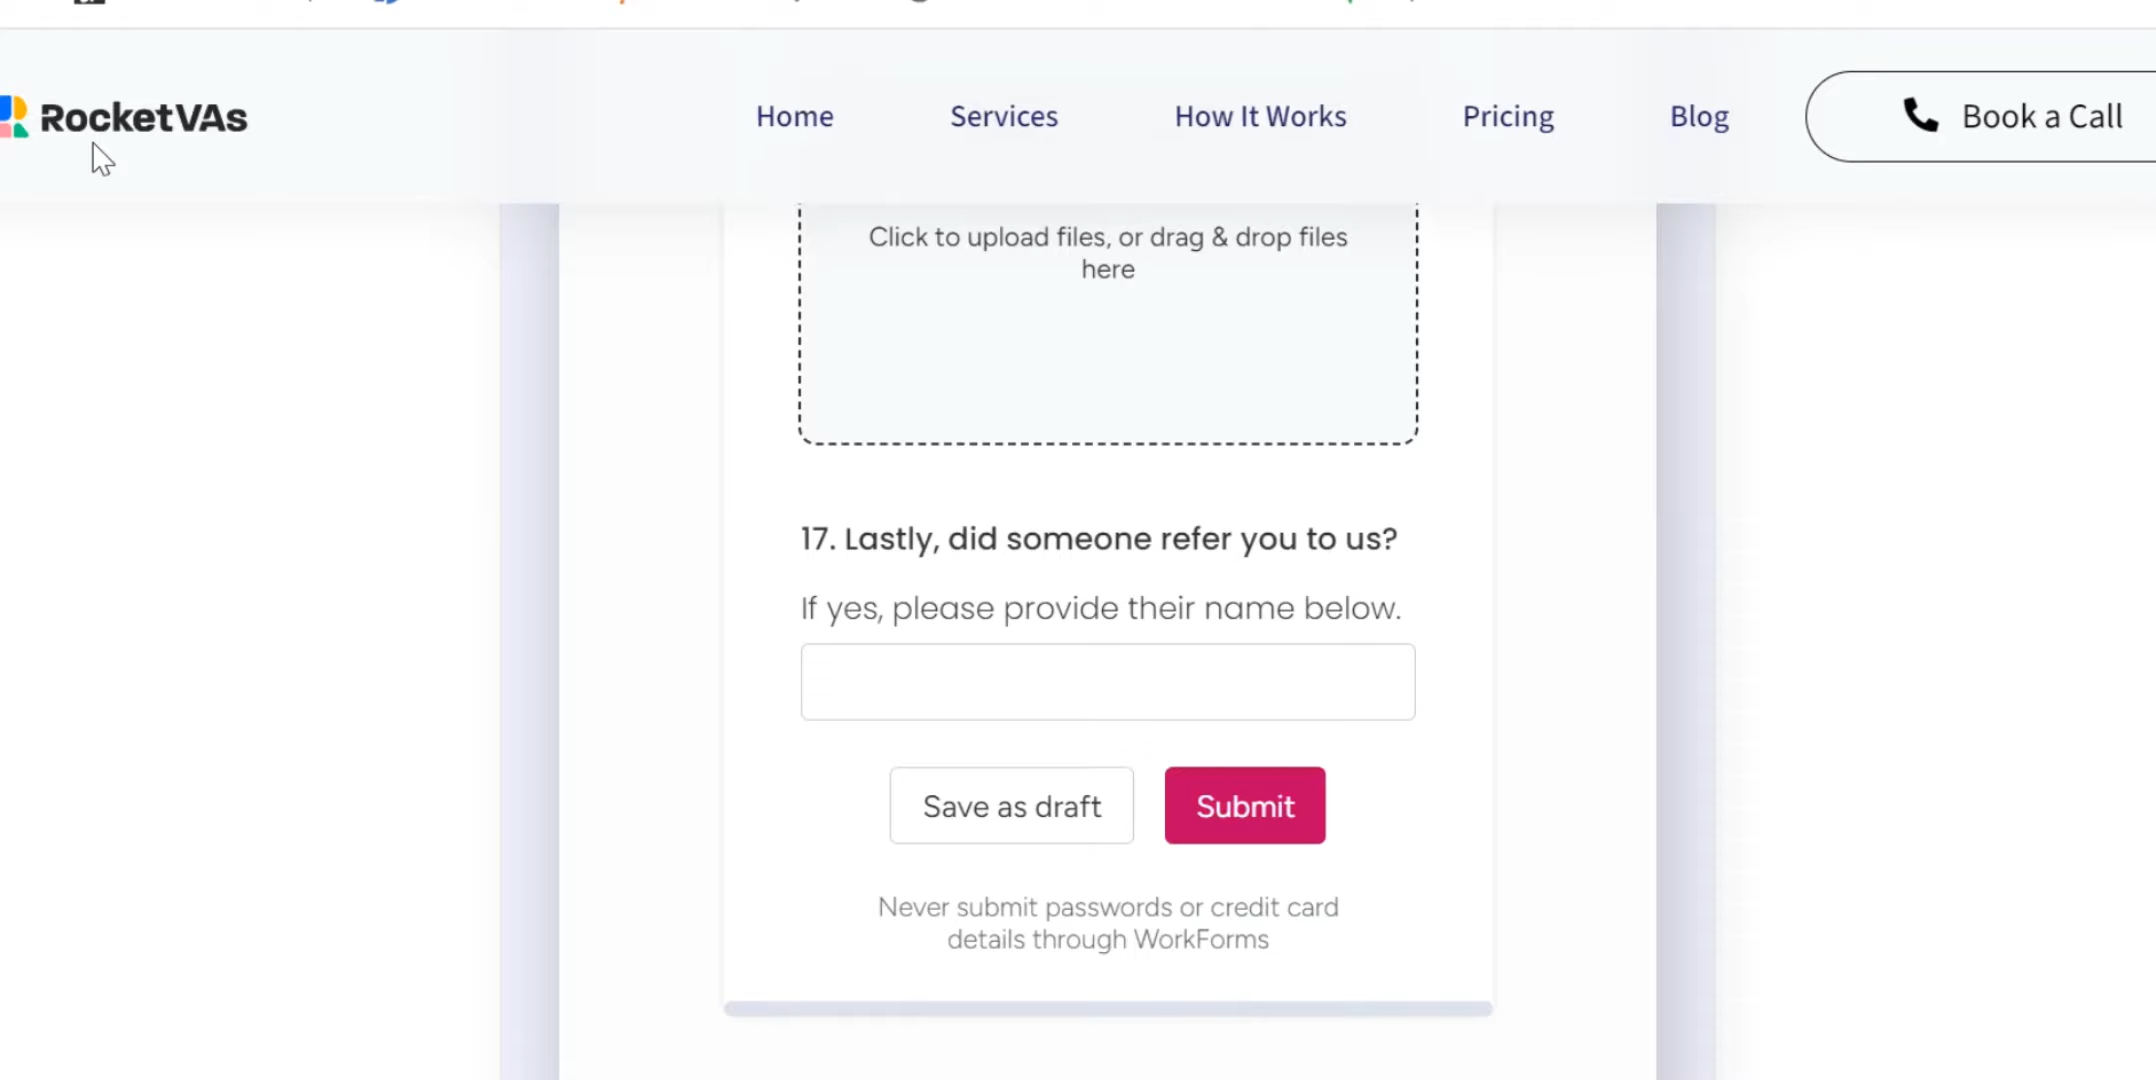 RocketVAs
Home
Services
How It Works
Pricing
Blog
Book a Call
Click to upload files, or drag & drop files
here
17. Lastly, did someone refer you to us?
If yes, please provide their name below.
Save as draft
Submit
Never submit passwords or credit card
details through WorkForms